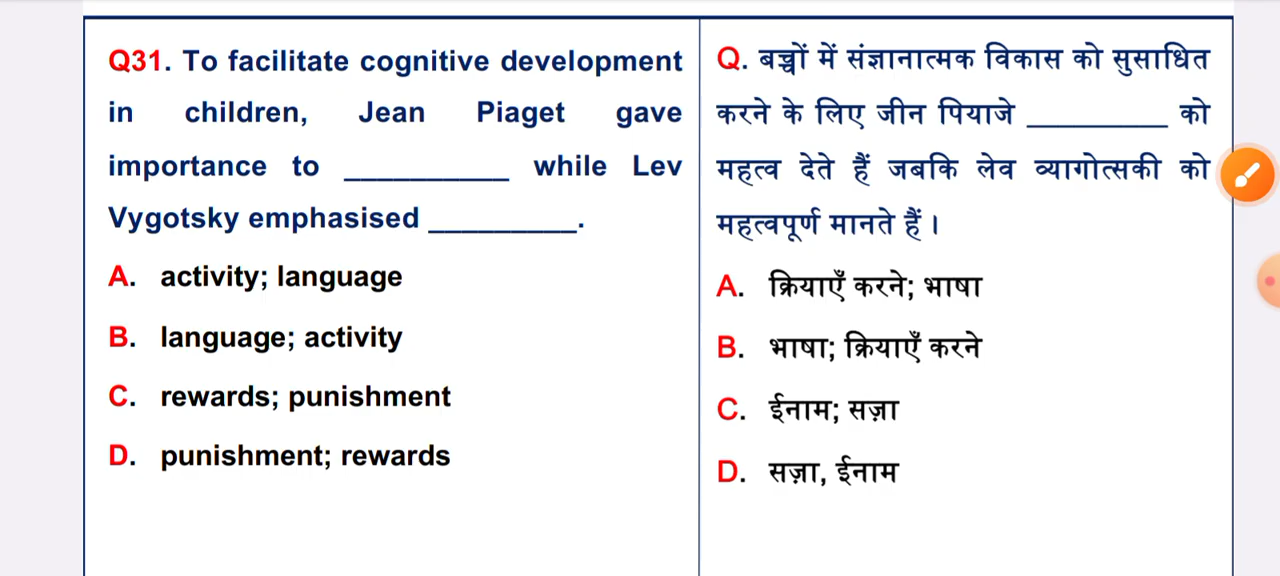 Q31. To facilitate cognitive development
in children, Jean Piaget gave
importance to __________ while Lev
Vygotsky emphasised _________.
A. activity; language
B. language; activity
C. rewards; punishment
D. punishment; rewards
Q. बच्चों में संज्ञानात्मक विकास को सुसाधित
करने के लिए जीन पियाजे __________ को
महत्व देते हैं जबकि लेव व्यागोत्सकी को
महत्वपूर्ण मानते हैं।
A. क्रियाएँ करने; भाषा
B. भाषा; क्रियाएँ करने
C. ईनाम; सज़ा
D. सज़ा, ईनाम